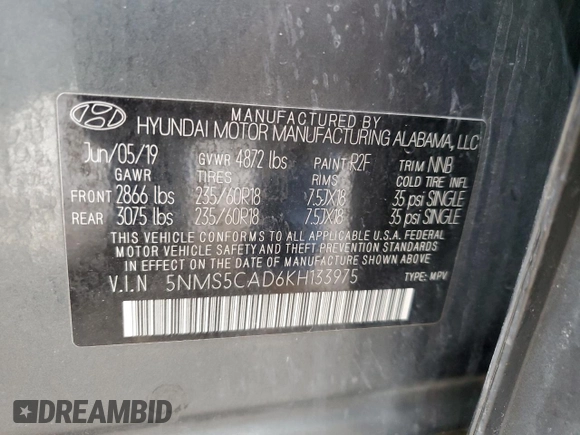 MANUFACTURED BY
HYUNDAI MOTOR MANUFACTURING ALABAMA, LLC
Jun/05/19 GVWR 4872 lbs PAINT R2F TRIM NNB
GAWR TIRES RIMS COLD TIRE INFL
FRONT 2866 lbs 235/60R18 7.5JX18 35 psi SINGLE
REAR 3075 lbs 235/60R18 7.5JX18 35 psi SINGLE
THIS VEHICLE CONFORMS TO ALL APPLICABLE U.S.A. FEDERAL
MOTOR VEHICLE SAFETY AND THEFT PREVENTION STANDARDS
IN EFFECT ON THE DATE OF MANUFACTURE SHOWN ABOVE
V.I.N 5NMS5CAD6KH133975 TYPE: MPV
DREAMBID